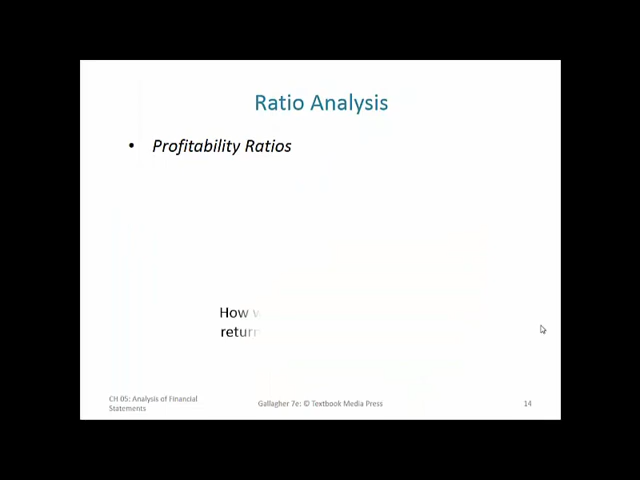 Ratio Analysis
• Profitability Ratios
How
return
CH 05: Analysis of Financial
Statements
Gallagher 7e: © Textbook Media Press
14